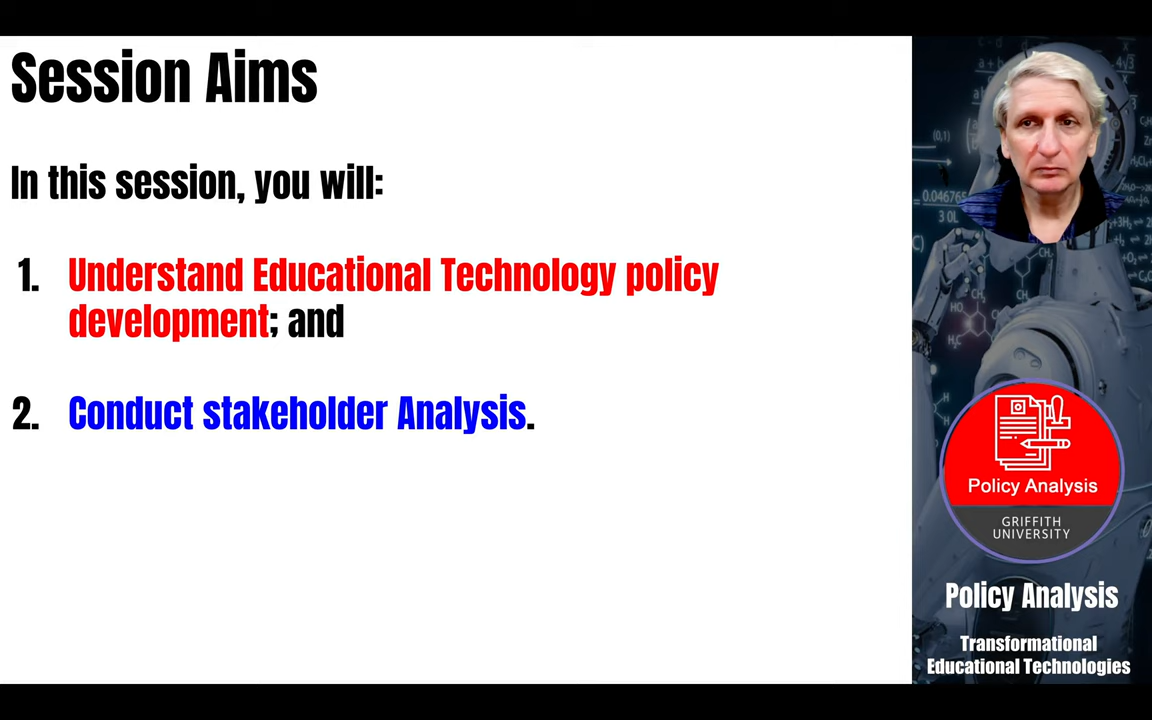 Session Aims
In this session, you will:
1. Understand Educational Technology policy
development; and
2. Conduct stakeholder Analysis.
Policy Analysis
GRIFFITH
UNIVERSITY
Policy Analysis
Transformational
Educational Technologies